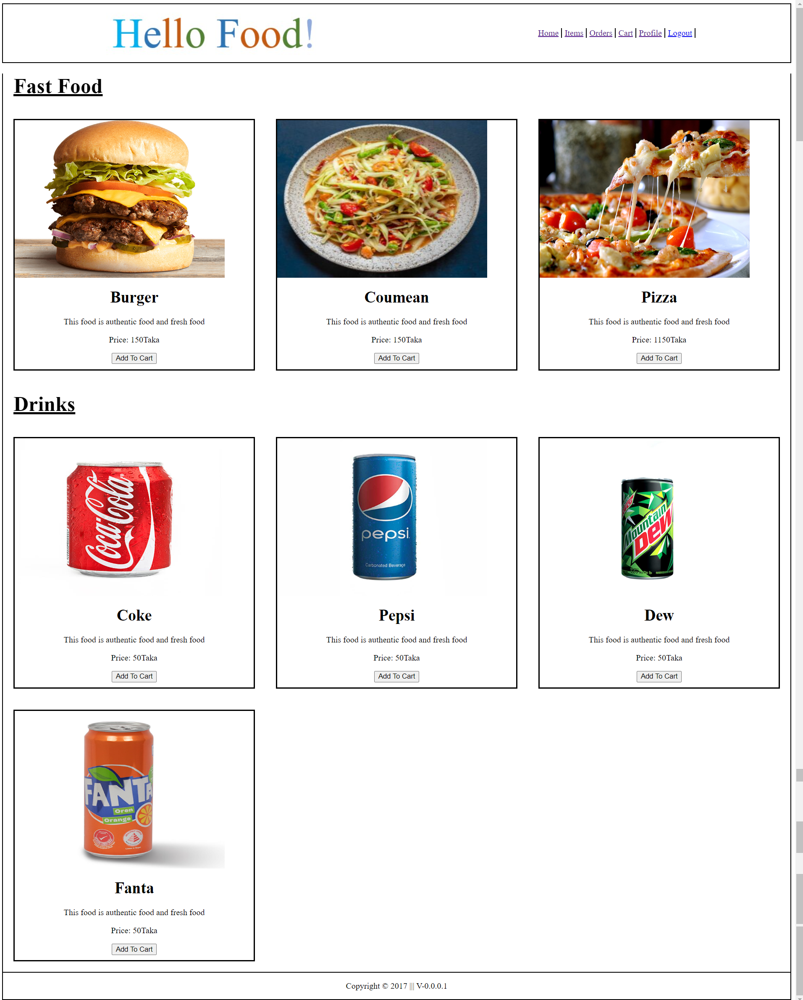 Hello Food!
Home | Items | Orders | Cart | Profile | Logout |
Fast Food
Burger
This food is authentic food and fresh food
Price: 150Taka
Add To Cart
Coumean
This food is authentic food and fresh food
Price: 150Taka
Add To Cart
Pizza
This food is authentic food and fresh food
Price: 1150Taka
Add To Cart
Drinks
Coca-Cola
Coke
This food is authentic food and fresh food
Price: 50Taka
Add To Cart
pepsi
Carbonated Beverage
Pepsi
This food is authentic food and fresh food
Price: 50Taka
Add To Cart
Mountain
Dew
Dew
This food is authentic food and fresh food
Price: 50Taka
Add To Cart
FANTA
Oren
Orange
Fanta
This food is authentic food and fresh food
Price: 50Taka
Add To Cart
Copyright © 2017 ||| V-0.0.0.1